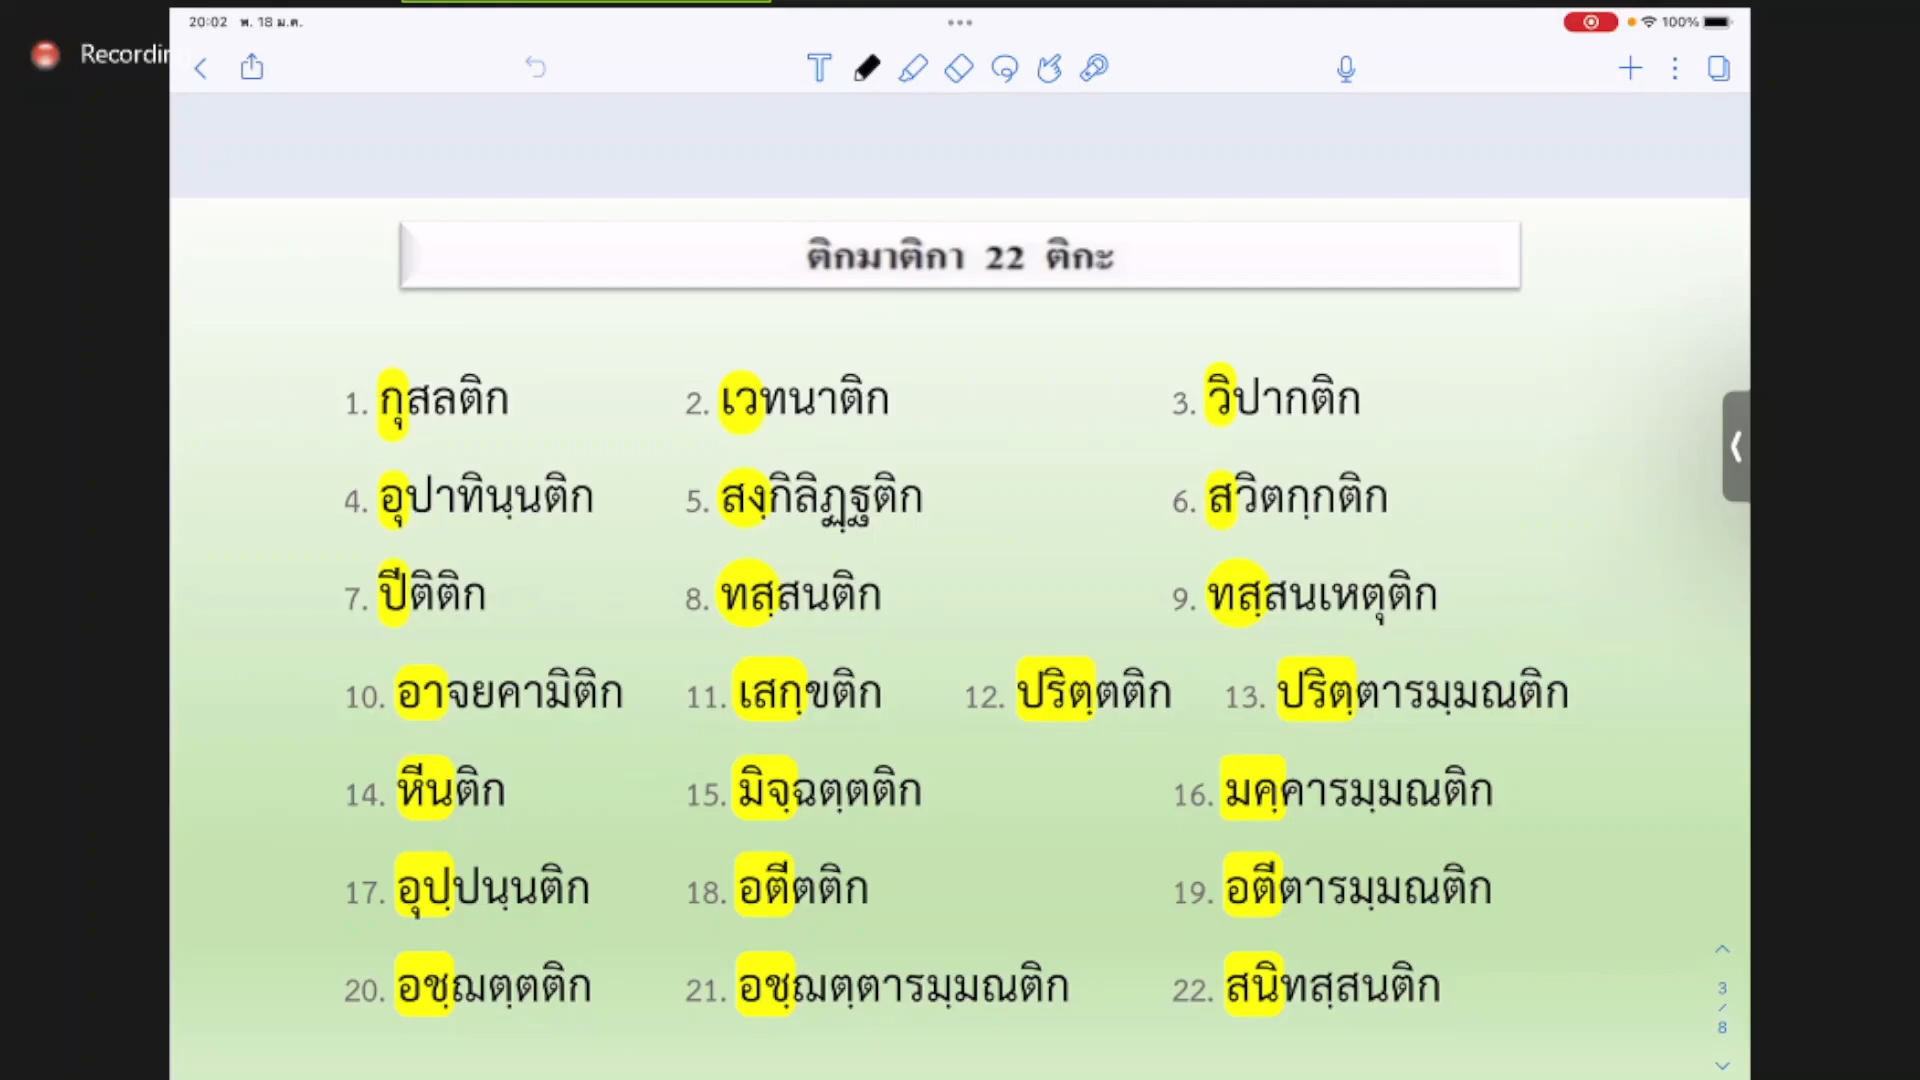 20:02 พ. 18 ม.ค.
100%
Recording
ติกมาติกา 22 ติกะ
1. กุสลติก 2. เวทนาติก 3. วิปากติก
4. อุปาทินฺนติก 5. สงฺกิลิฏฺฐติก 6. สวิตกฺกติก
7. ปีติติก 8. ทสฺสนติก 9. ทสฺสนเหตุติก
10. อาจยคามิติก 11. เสกฺขติก 12. ปริตฺตติก 13. ปริตฺตารมฺมณติก
14. หีนติก 15. มิจฺฉตฺตติก 16. มคฺคารมฺมณติก
17. อุปฺปนฺนติก 18. อตีตติก 19. อตีตารมฺมณติก
20. อชฺฌตฺตติก 21. อชฺฌตฺตารมฺมณติก 22. สนิทสฺสนติก
3
/
8